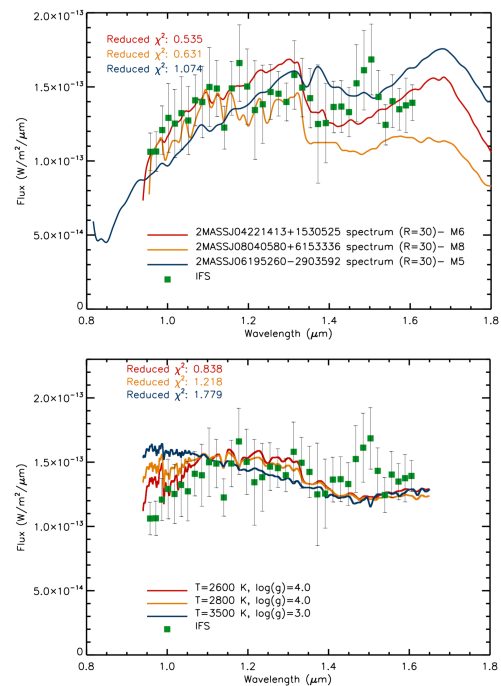 2.0×10⁻¹³
Reduced χ²: 0.535
Reduced χ²: 0.631
Reduced χ²: 1.074
1.5×10⁻¹³
1.0×10⁻¹³
5.0×10⁻¹⁴
0
Flux (W/m²/μm)
2MASSJ04221413+1530525 spectrum (R=30)– M6
2MASSJ08040580+6153336 spectrum (R=30)– M8
2MASSJ06195260–2903592 spectrum (R=30)– M5
IFS
0.8 1.0 1.2 1.4 1.6 1.8
Wavelength (μm)
Reduced χ²: 0.838
Reduced χ²: 1.218
Reduced χ²: 1.779
2.0×10⁻¹³
1.5×10⁻¹³
1.0×10⁻¹³
5.0×10⁻¹⁴
0
Flux (W/m²/μm)
T=2600 K, log(g)=4.0
T=2800 K, log(g)=4.0
T=3500 K, log(g)=3.0
IFS
0.8 1.0 1.2 1.4 1.6 1.8
Wavelength (μm)